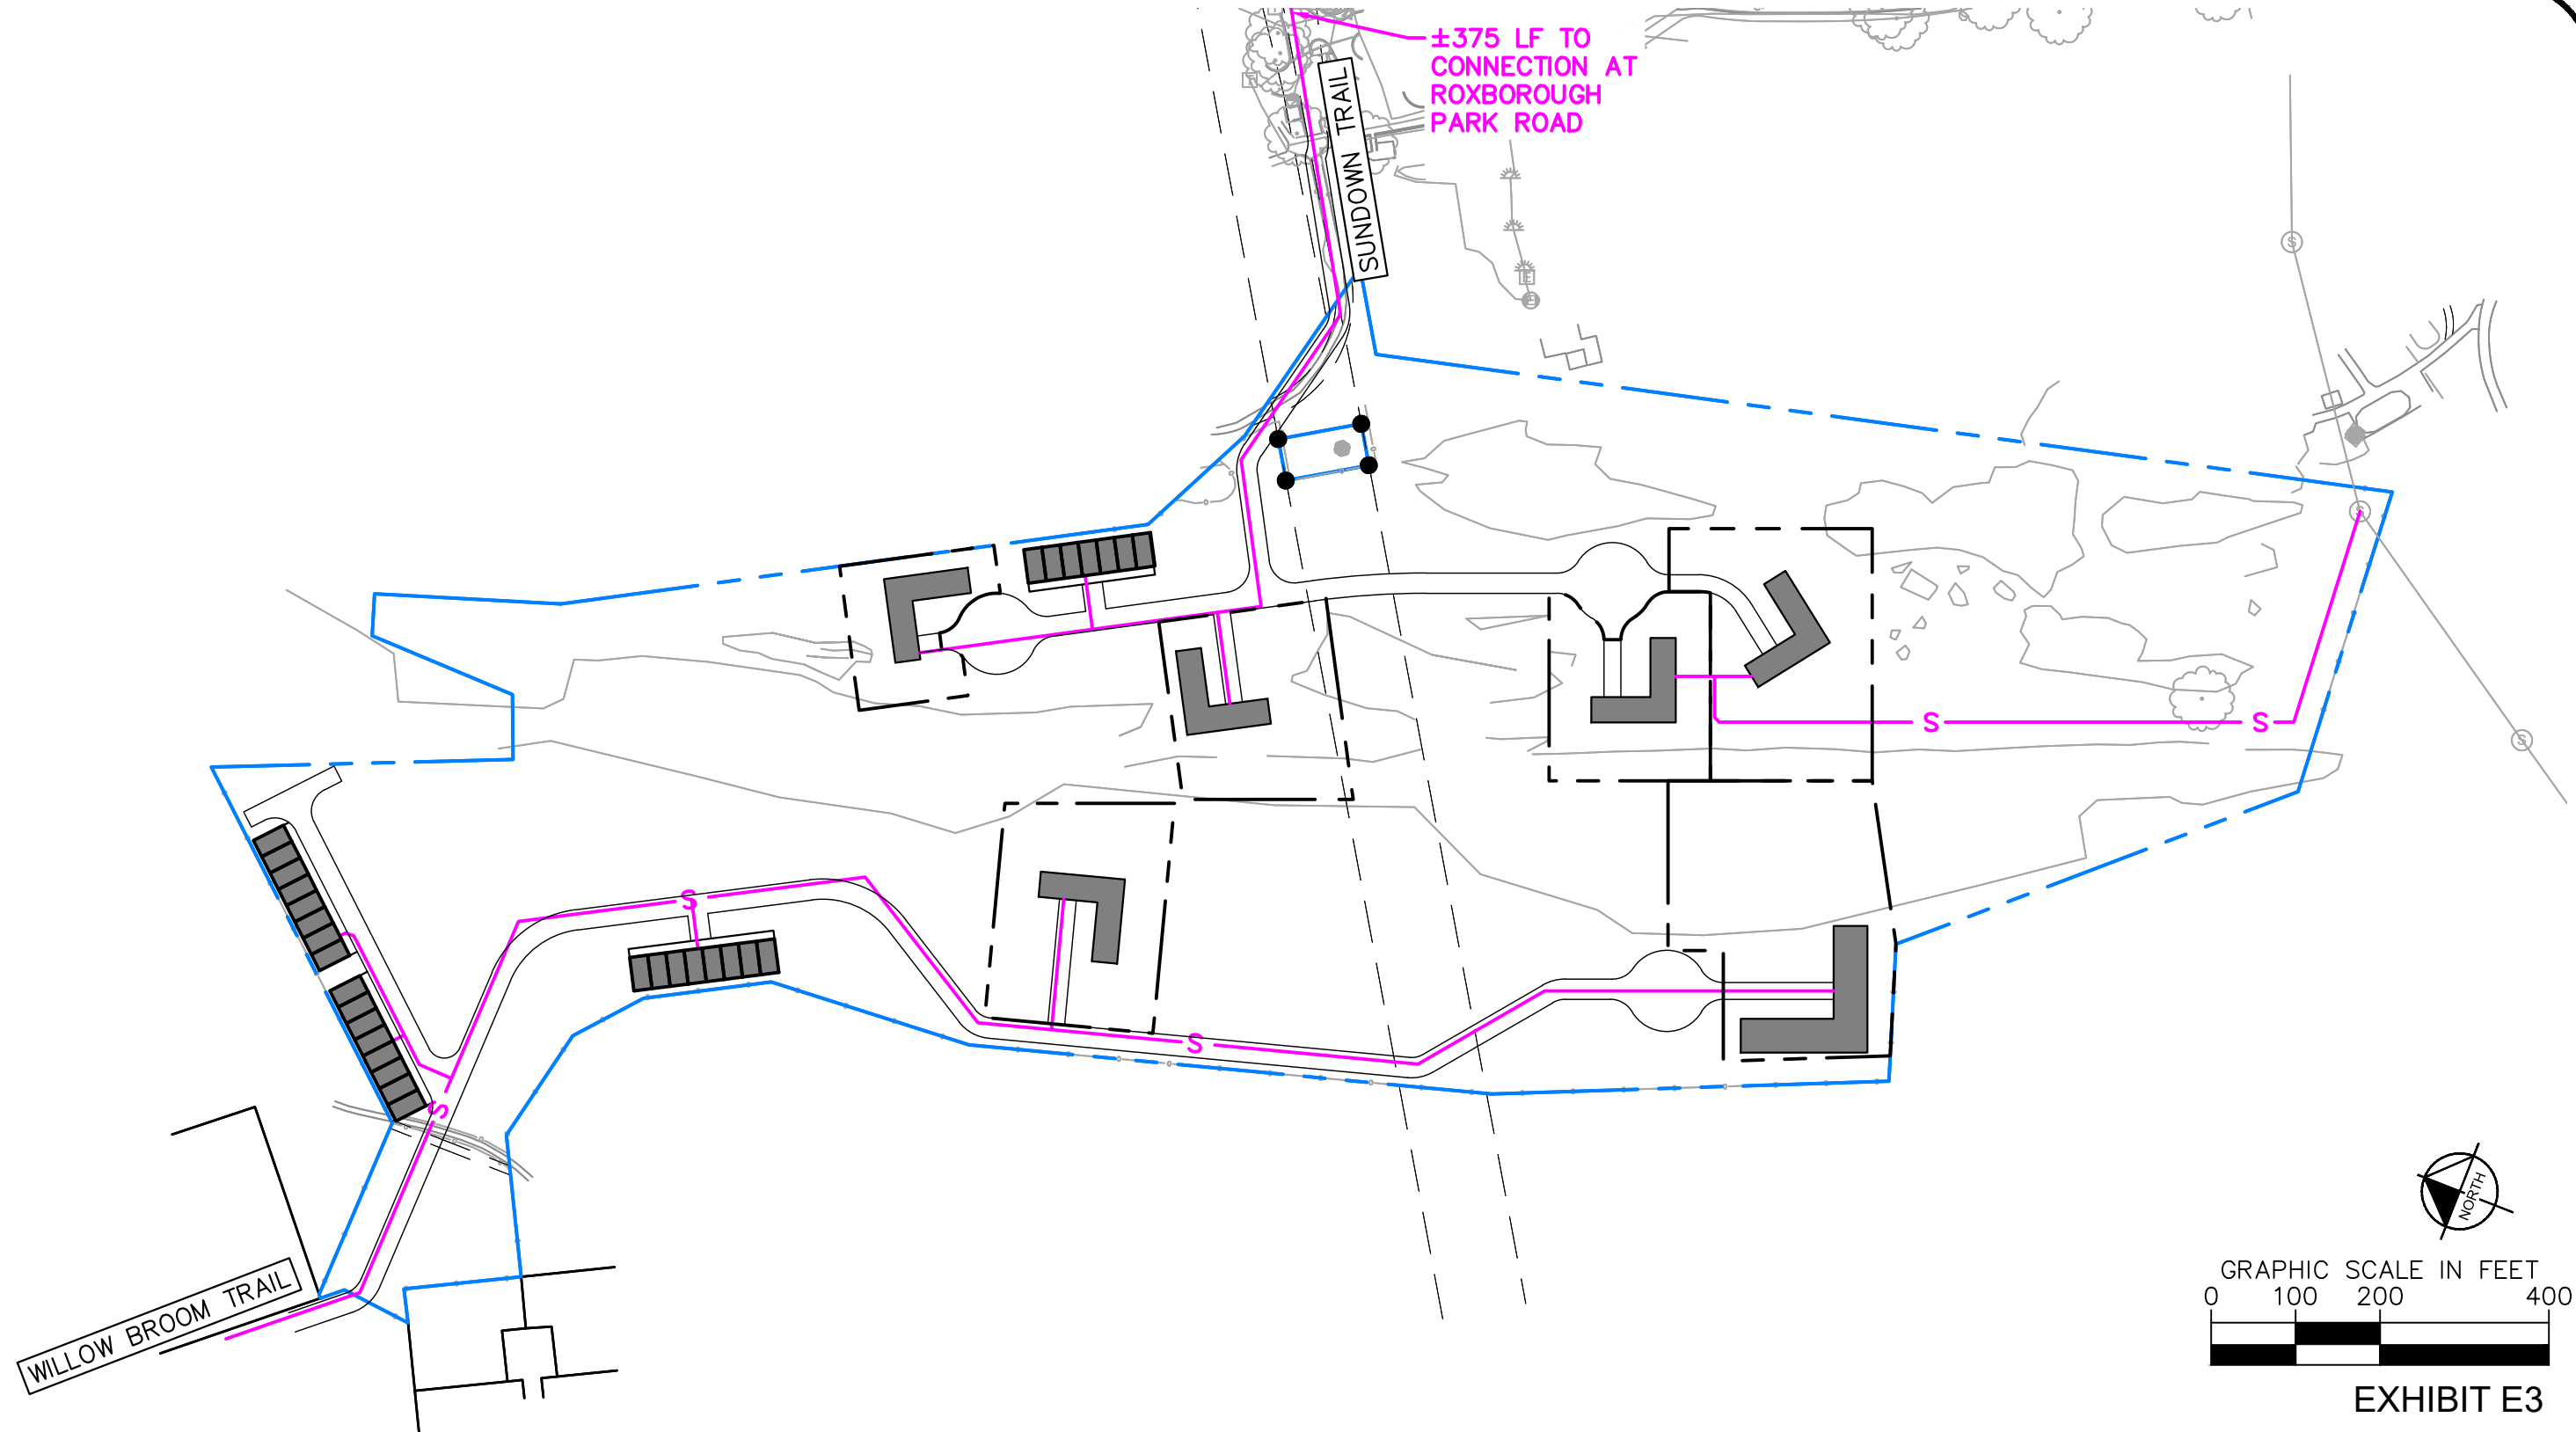 ±375 LF TO
CONNECTION AT
ROXBOROUGH
PARK ROAD
SUNDOWN TRAIL
E
S
S
S
S
S
S
S
S
WILLOW BROOM TRAIL
NORTH
GRAPHIC SCALE IN FEET
0 100 200 400
EXHIBIT E3